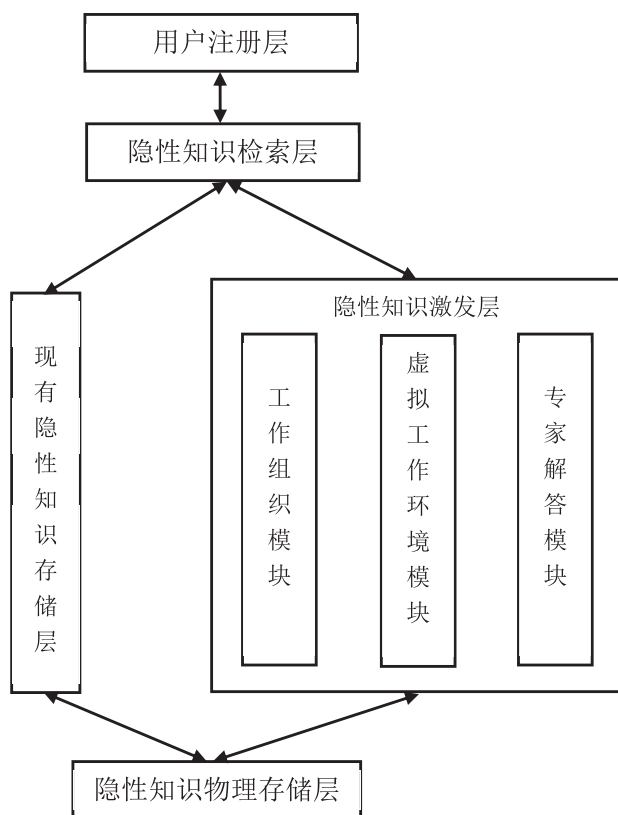 用户注册层
隐性知识检索层
现有隐性知识存储层
隐性知识激发层
工作组织模块
虚拟工作环境模块
专家解答模块
隐性知识物理存储层